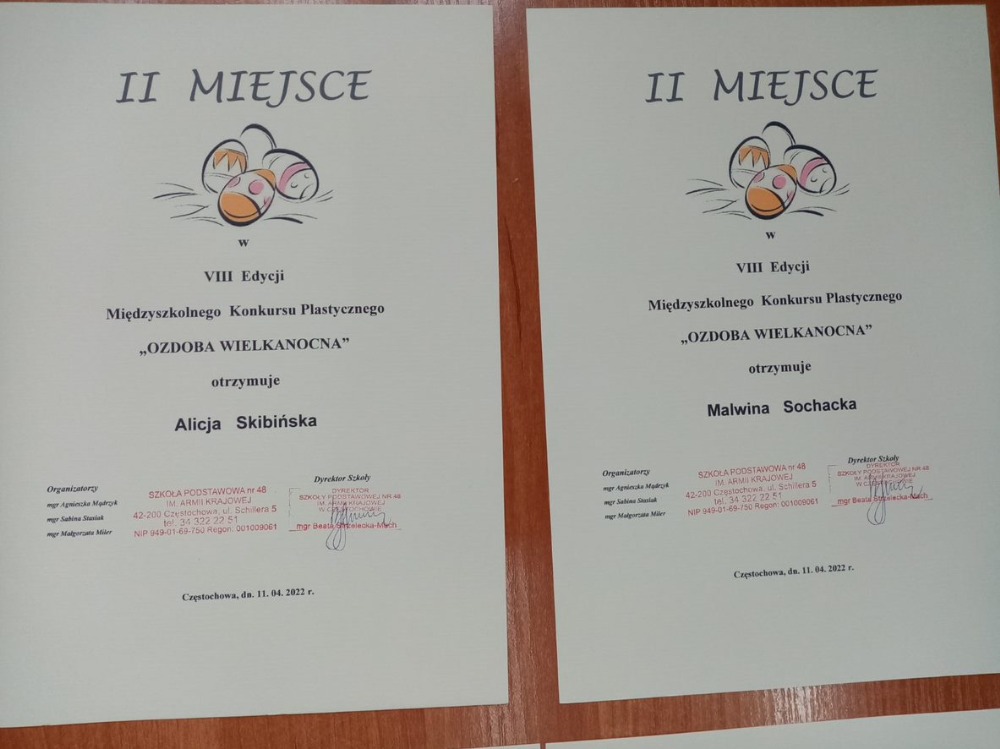 II MIEJSCE
w
VIII Edycji
Międzyszkolnego Konkursu Plastycznego
„OZDOBA WIELKANOCNA”
otrzymuje
Alicja Skibińska
Organizatorzy
mgr Agnieszka Mądrzyk
mgr Sabina Stasiak
mgr Małgorzata Miler
SZKOŁA PODSTAWOWA nr 48
IM. ARMII KRAJOWEJ
42-200 Częstochowa, ul. Schillera 5
tel. 34 322 22 51
NIP 949-01-69-750 Regon: 001009061
Dyrektor Szkoły
DYREKTOR
SZKOŁY PODSTAWOWEJ NR 48
IM. ARMII KRAJOWEJ
W CZĘSTOCHOWIE
mgr Beata Strzelecka-Mach
Częstochowa, dn. 11. 04. 2022 r.
II MIEJSCE
w
VIII Edycji
Międzyszkolnego Konkursu Plastycznego
„OZDOBA WIELKANOCNA”
otrzymuje
Malwina Sochacka
Organizatorzy
mgr Agnieszka Mądrzyk
mgr Sabina Stasiak
mgr Małgorzata Miler
SZKOŁA PODSTAWOWA nr 48
IM. ARMII KRAJOWEJ
42-200 Częstochowa, ul. Schillera 5
tel. 34 322 22 51
NIP 949-01-69-750 Regon: 001009061
Dyrektor Szkoły
DYREKTOR
SZKOŁY PODSTAWOWEJ NR 48
IM. ARMII KRAJOWEJ
W CZĘSTOCHOWIE
mgr Beata Strzelecka-Mach
Częstochowa, dn. 11. 04. 2022 r.